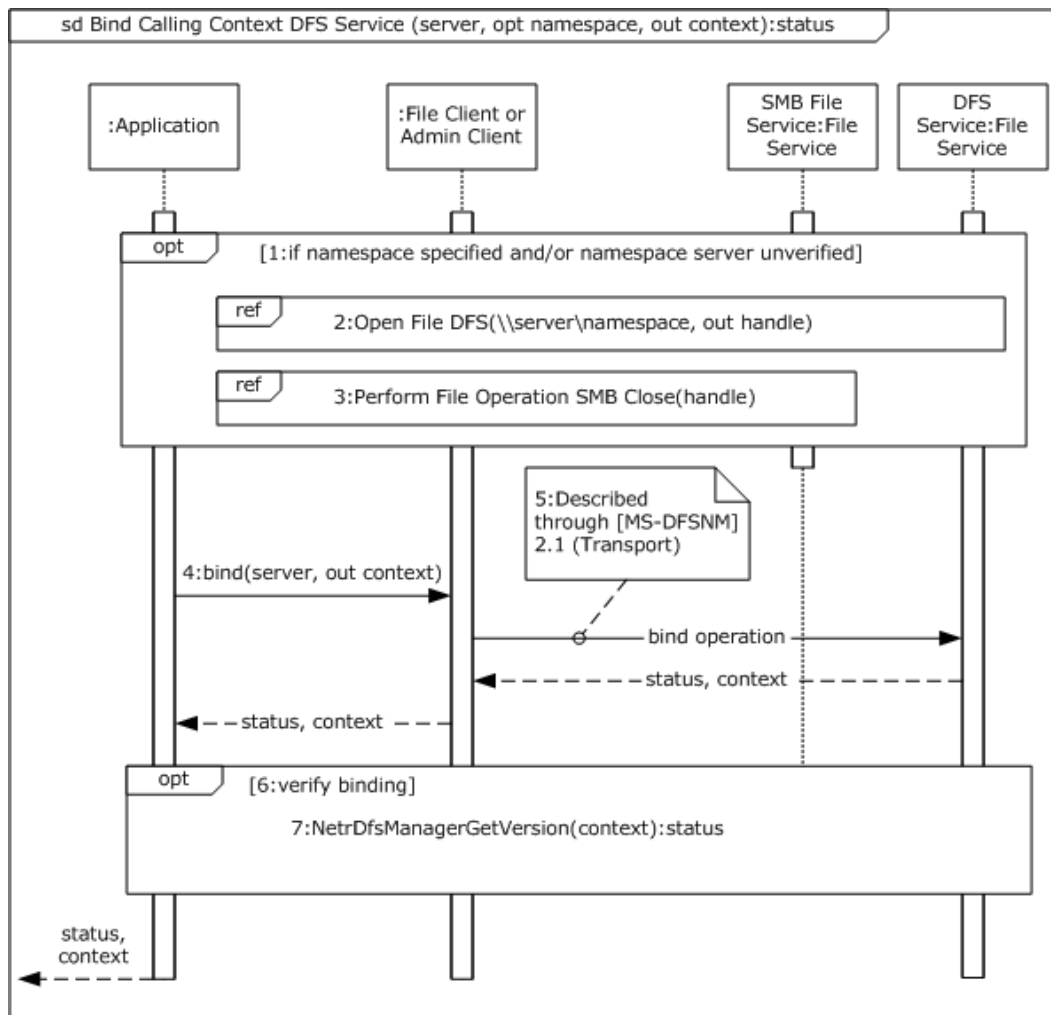 sd Bind Calling Context DFS Service (server, opt namespace, out context):status
:Application
:File Client or
Admin Client
SMB File
Service:File
Service
DFS
Service:File
Service
opt
[1:if namespace specified and/or namespace server unverified]
ref
2:Open File DFS(\\server\namespace, out handle)
ref
3:Perform File Operation SMB Close(handle)
5:Described
through [MS-DFSNM]
2.1 (Transport)
4:bind(server, out context)
bind operation
status, context
status, context
opt
[6:verify binding]
7:NetrDfsManagerGetVersion(context):status
status,
context